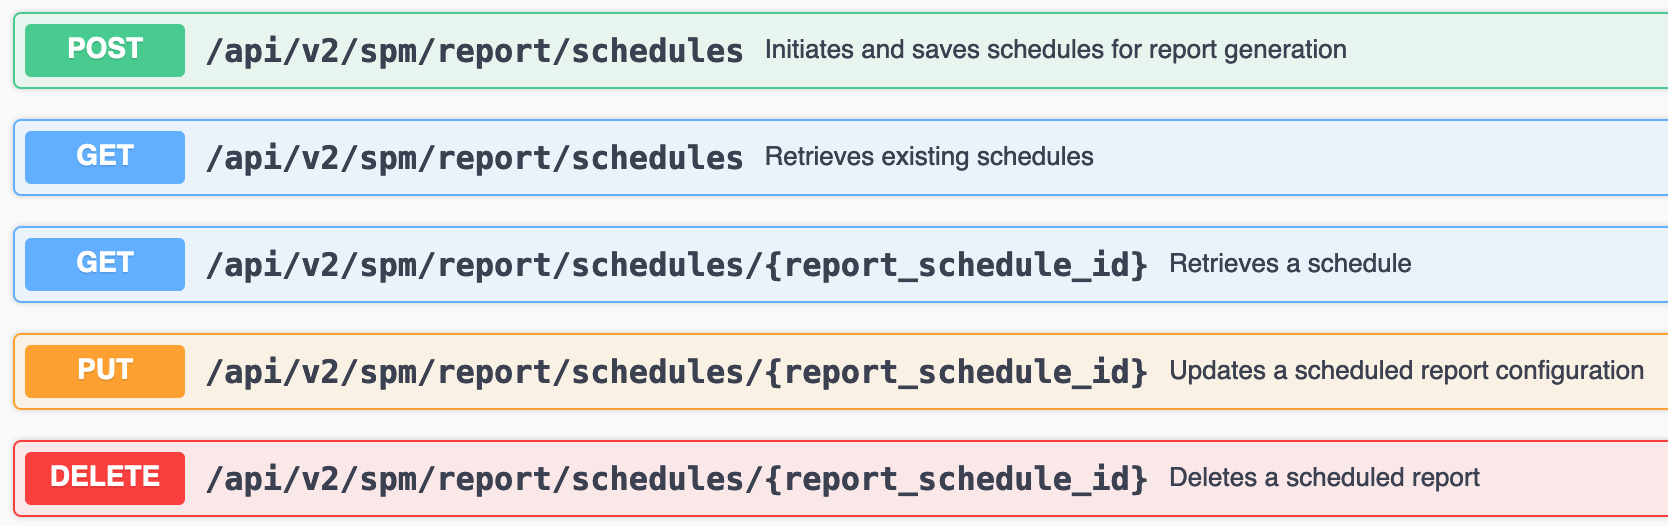 POST /api/v2/spm/report/schedules Initiates and saves schedules for report generation
GET /api/v2/spm/report/schedules Retrieves existing schedules
GET /api/v2/spm/report/schedules/{report_schedule_id} Retrieves a schedule
PUT /api/v2/spm/report/schedules/{report_schedule_id} Updates a scheduled report configuration
DELETE /api/v2/spm/report/schedules/{report_schedule_id} Deletes a scheduled report